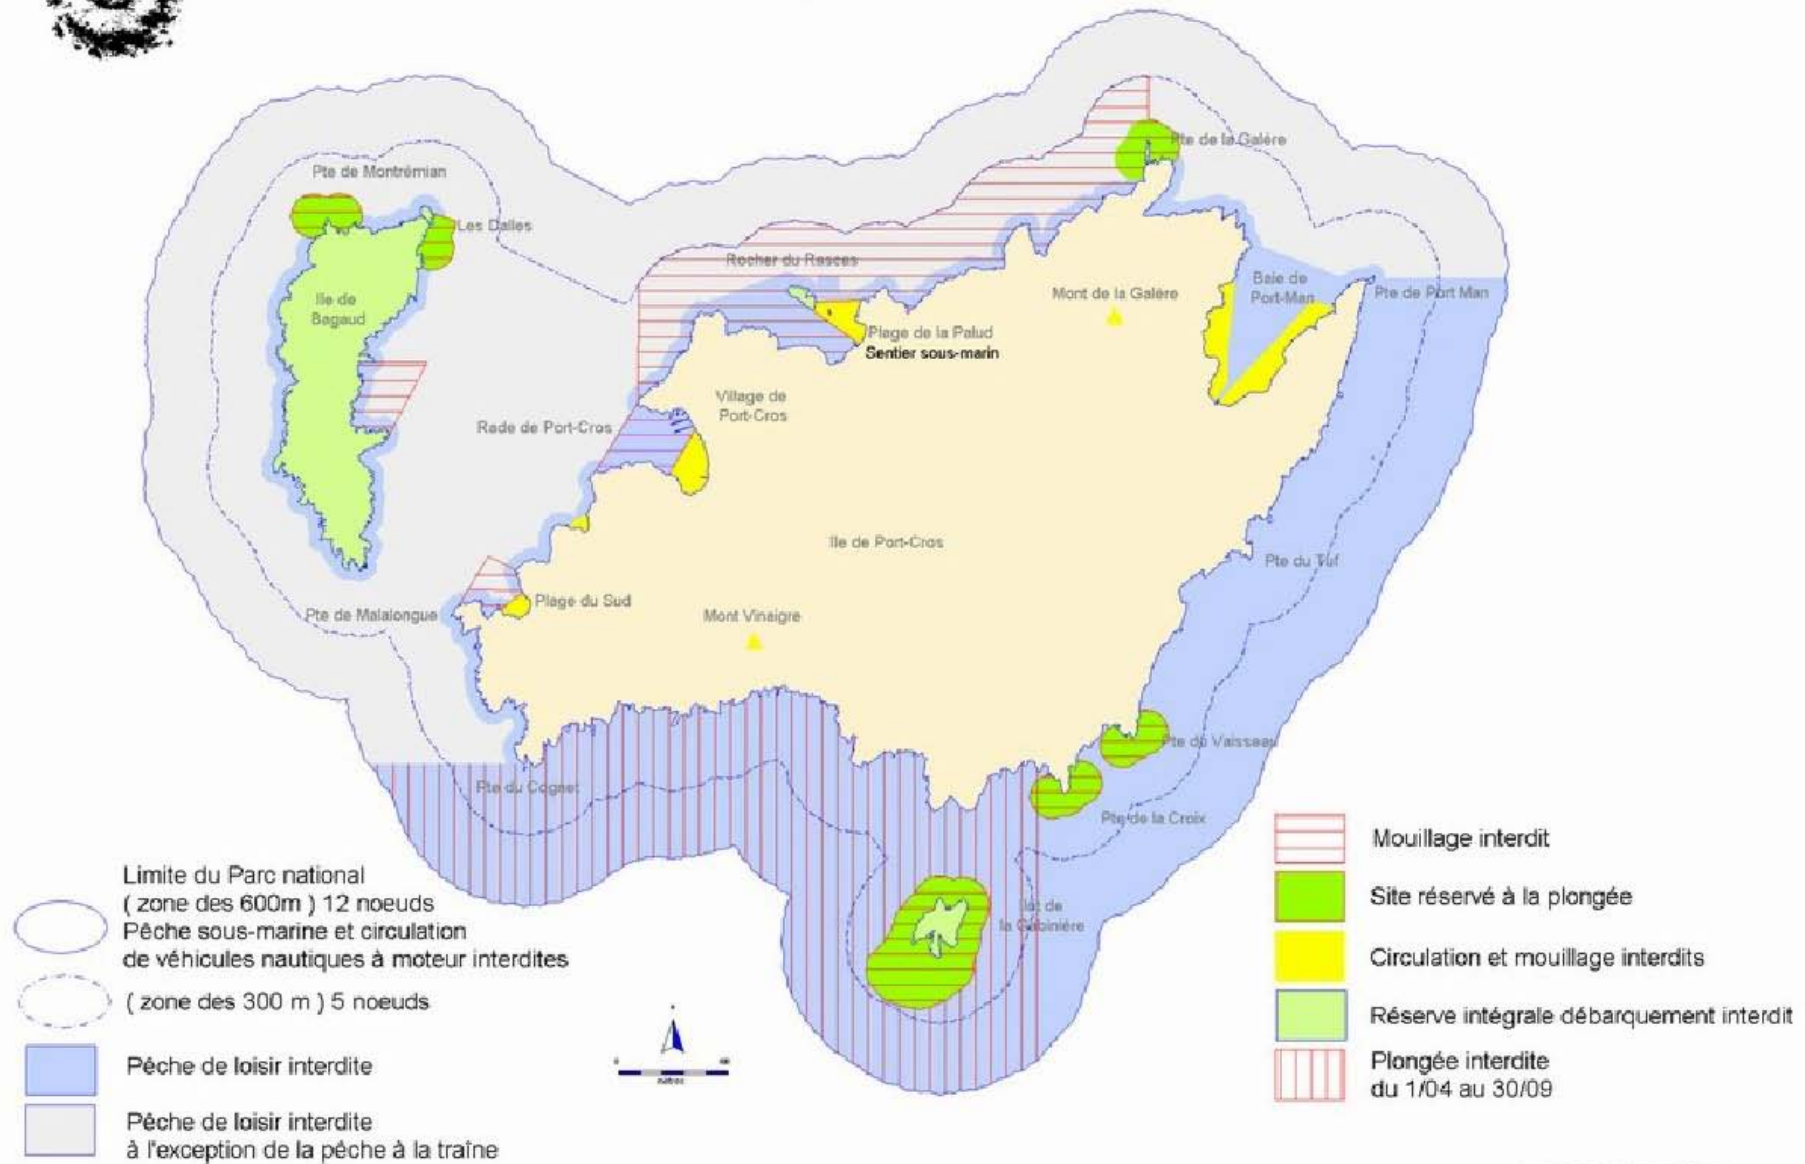 Pte de la Galère
Pte de Montrémian
Les Dalles
Rocher du Rascas
Ile de
Bagaud
Mont de la Galère
Baie de
Port-Man
Pte de Port Man
Plage de la Palud
Sentier sous-marin
Village de
Port-Cros
Rade de Port-Cros
Ile de Port-Cros
Pte du Tuf
Plage du Sud
Pte de Malalongue
Mont Vinaigre
Pte du Vaisseau
Pte du Cognet
Pte de la Croix
Ilot de
la Gabinière
Limite du Parc national
( zone des 600m ) 12 noeuds
Pêche sous-marine et circulation
de véhicules nautiques à moteur interdites
( zone des 300 m ) 5 noeuds
Pêche de loisir interdite
Pêche de loisir interdite
à l'exception de la pêche à la traîne
0
mètres
Mouillage interdit
Site réservé à la plongée
Circulation et mouillage interdits
Réserve intégrale débarquement interdit
Plongée interdite
du 1/04 au 30/09